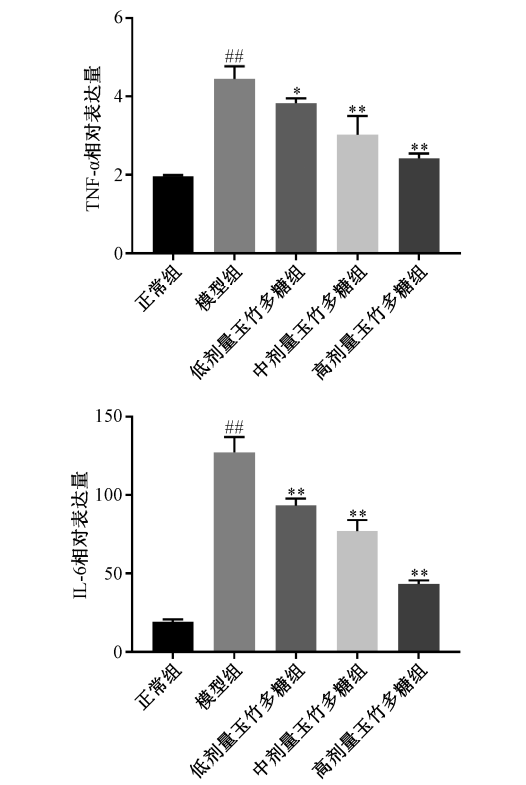 6
##
4
*
**
**
2
0
TNF-α相对表达量
正常组
模型组
低剂量玉竹多糖组
中剂量玉竹多糖组
高剂量玉竹多糖组
150
##
100
**
**
50
**
0
IL-6相对表达量
正常组
模型组
低剂量玉竹多糖组
中剂量玉竹多糖组
高剂量玉竹多糖组